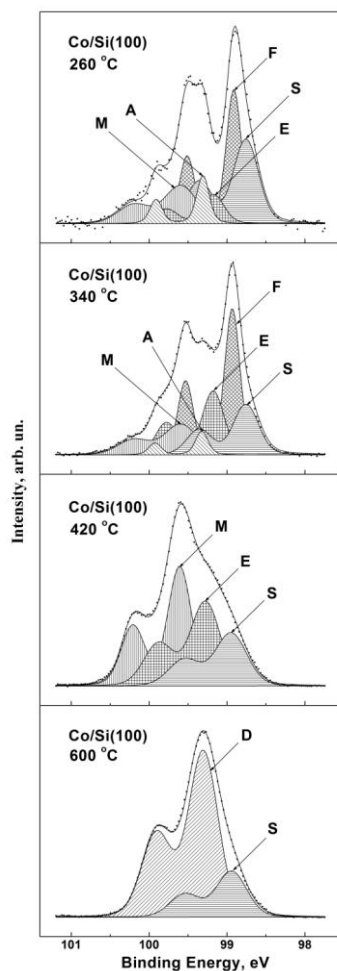 Co/Si(100)
260 °C
F
S
A
M
E
Co/Si(100)
340 °C
F
E
A
S
M
Co/Si(100)
420 °C
M
E
S
Co/Si(100)
600 °C
D
S
Intensity, arb. un.
101 100 99 98
Binding Energy, eV